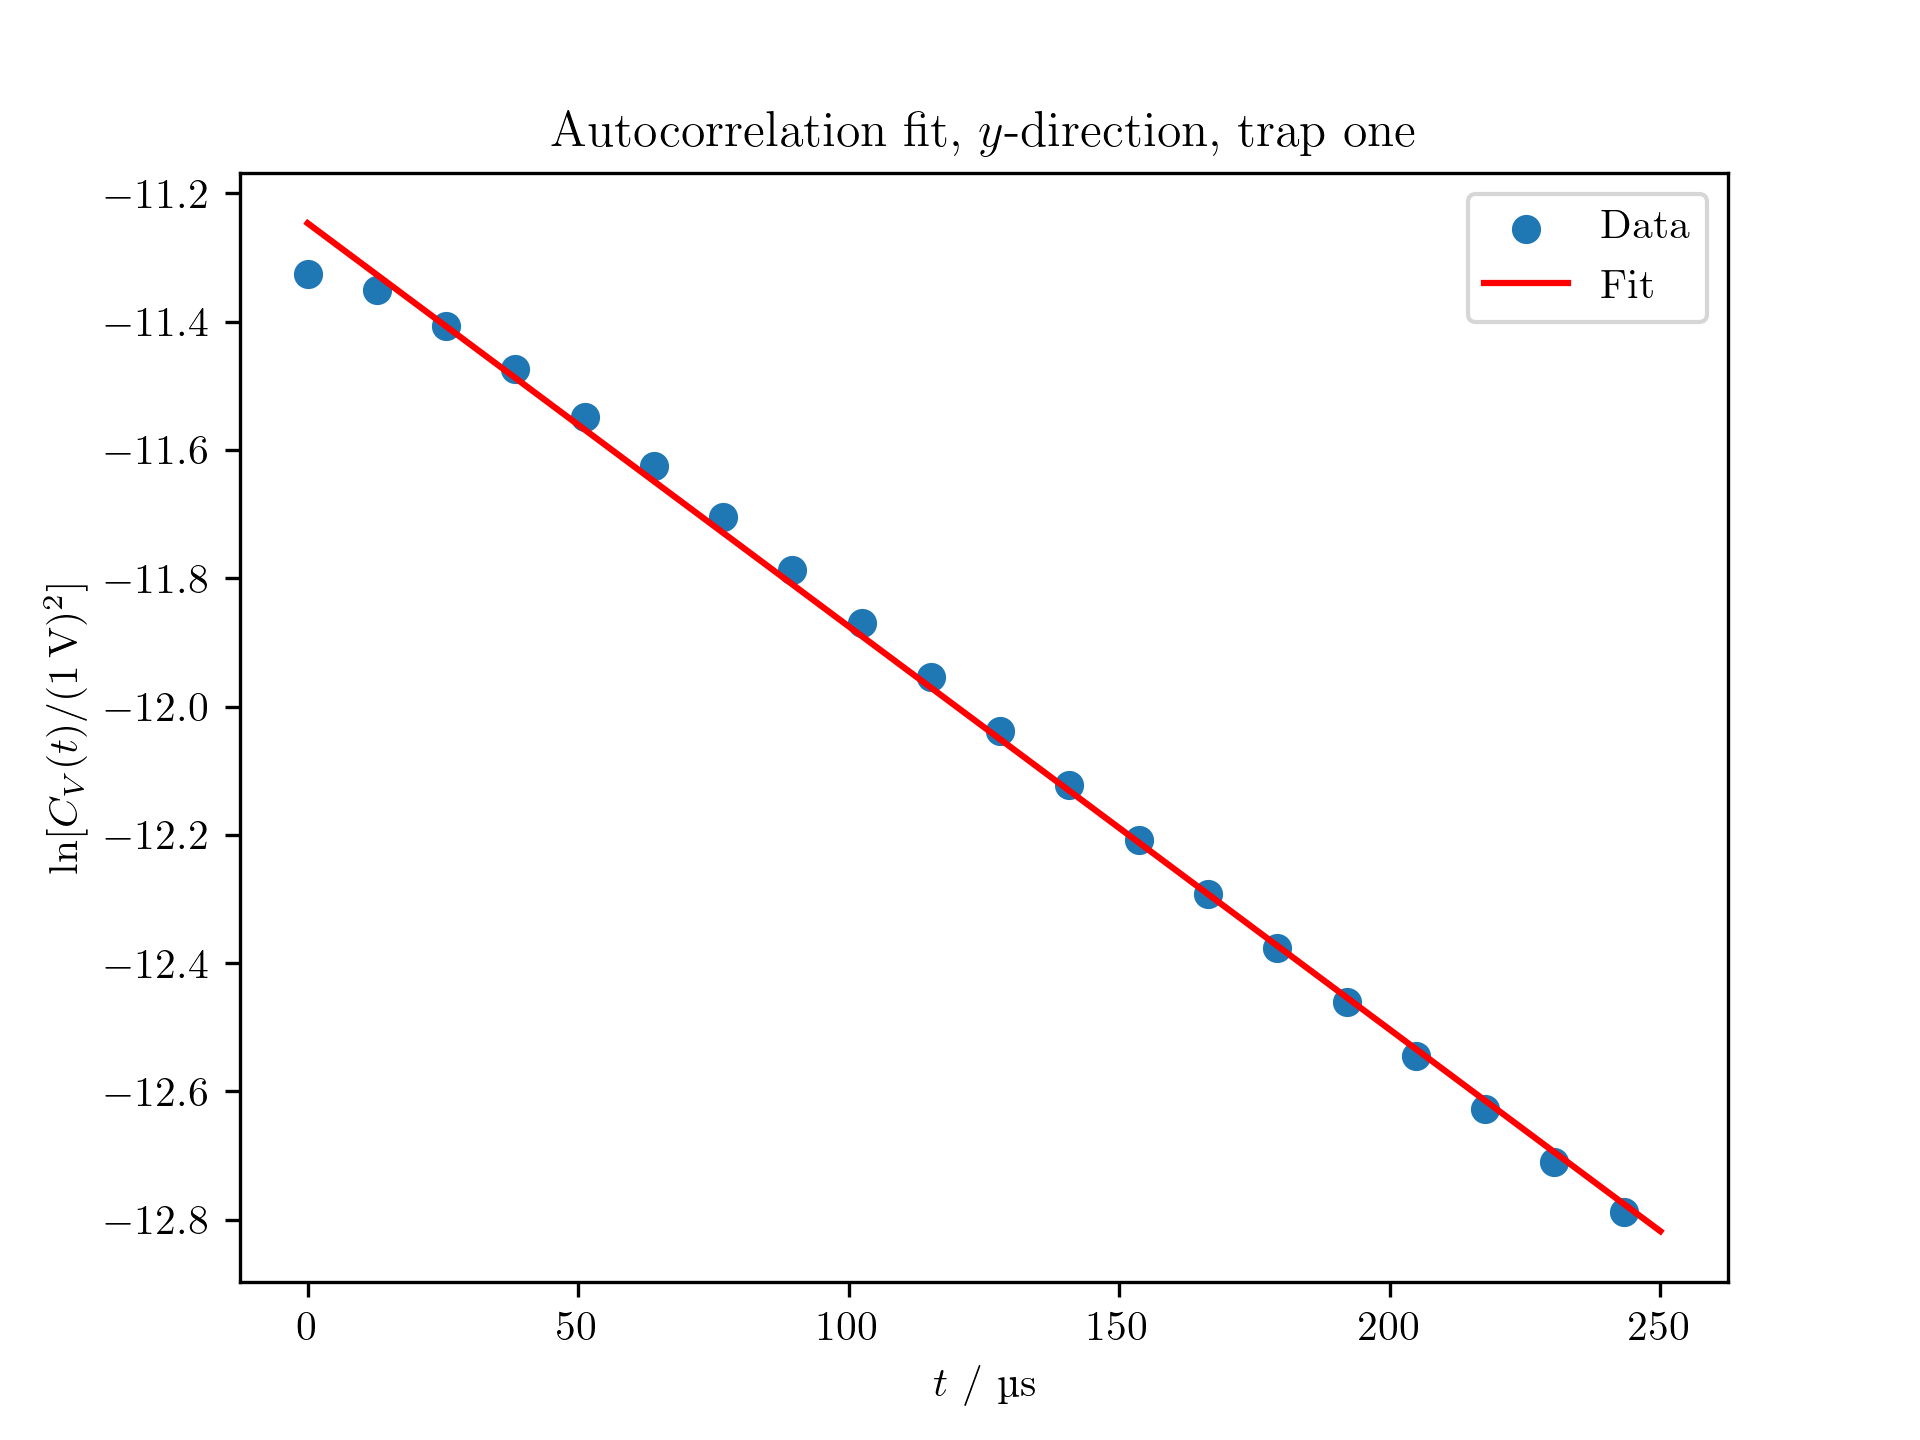 Autocorrelation fit, y-direction, trap one
Data
Fit
−11.2
−11.4
−11.6
−11.8
−12.0
−12.2
−12.4
−12.6
−12.8
ln[C_V(t)/(1 V)²]
0 50 100 150 200 250
t / µs